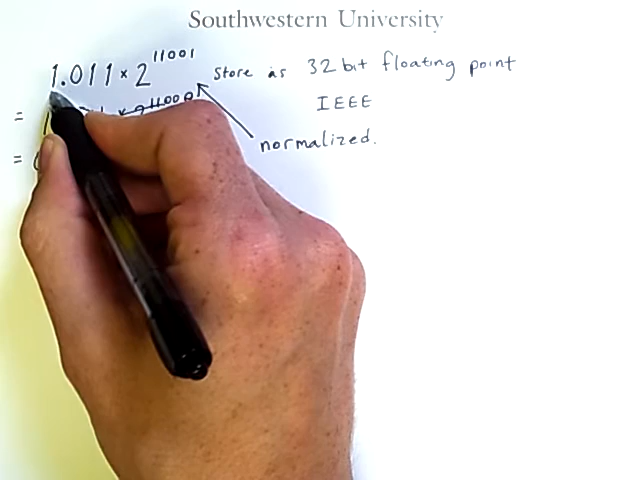 Southwestern University
1.011 × 2^11001 Store as 32 bit floating point
IEEE
=
normalized.
=